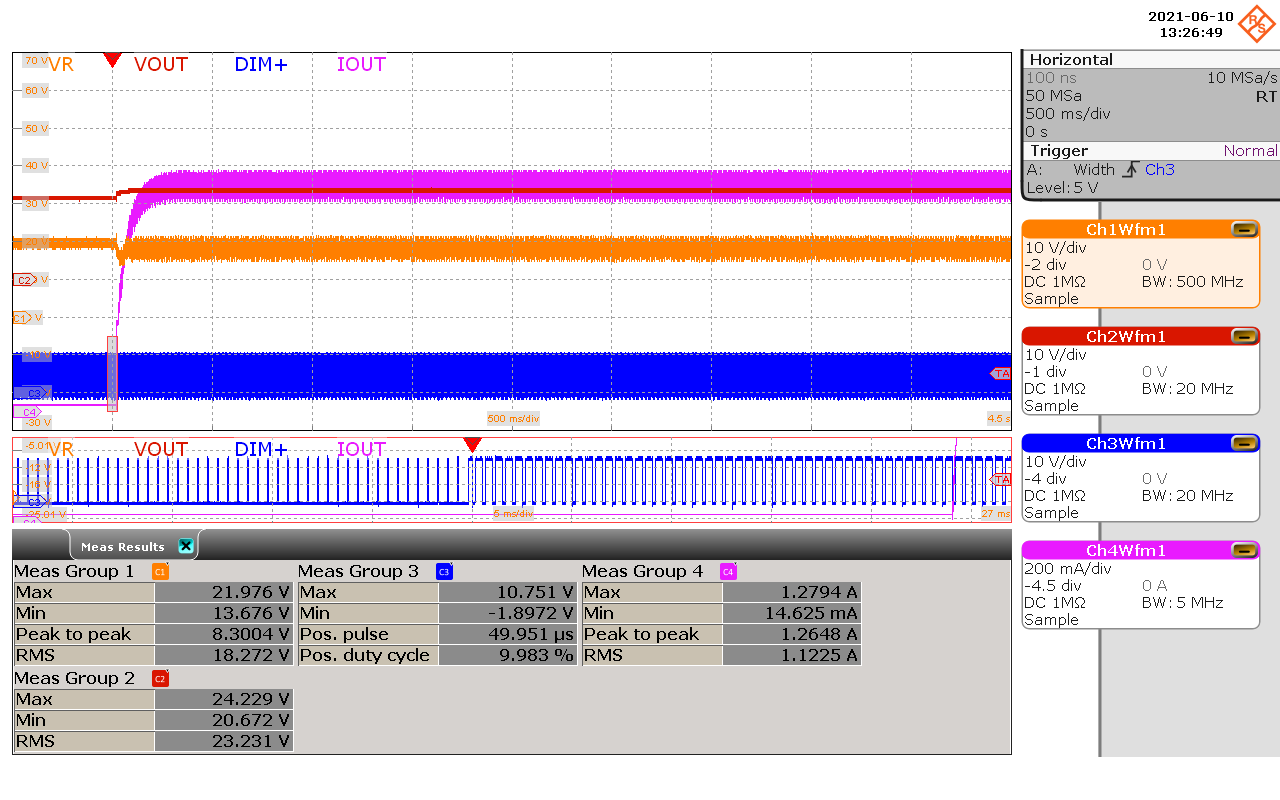 2021-06-10
13:26:49
R S
70 V VR VOUT DIM+ IOUT
60 V
50 V
40 V
30 V
20 V
C2 V
C1 V
C3
C4
-30 V
TA
500 ms/div 4.5 s
-5.01 VR VOUT DIM+ IOUT
TA
5 ms/div 27 ms
Horizontal
100 ns 10 MSa/s
50 MSa RT
500 ms/div
0 s
Trigger Normal
A: Width Ch3
Level: 5 V
Ch1Wfm1
10 V/div
-2 div 0 V
DC 1MΩ BW: 500 MHz
Sample
Ch2Wfm1
10 V/div
-1 div 0 V
DC 1MΩ BW: 20 MHz
Sample
Ch3Wfm1
10 V/div
-4 div 0 V
DC 1MΩ BW: 20 MHz
Sample
Ch4Wfm1
200 mA/div
-4.5 div 0 A
DC 1MΩ BW: 5 MHz
Sample
Meas Results
Meas Group 1 C1
Max 21.976 V
Min 13.676 V
Peak to peak 8.3004 V
RMS 18.272 V
Meas Group 2 C2
Max 24.229 V
Min 20.672 V
RMS 23.231 V
Meas Group 3 C3
Max 10.751 V
Min -1.8972 V
Pos. pulse 49.951 µs
Pos. duty cycle 9.983 %
Meas Group 4 C4
Max 1.2794 A
Min 14.625 mA
Peak to peak 1.2648 A
RMS 1.1225 A